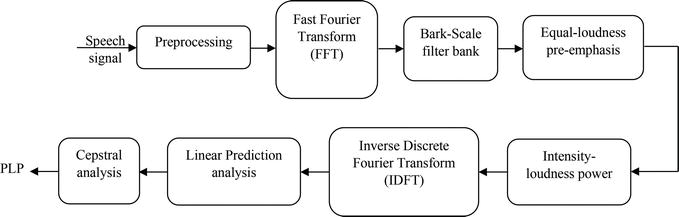 Speech
signal
Preprocessing
Fast Fourier
Transform
(FFT)
Bark-Scale
filter bank
Equal-loudness
pre-emphasis
Intensity-
loudness power
Inverse Discrete
Fourier Transform
(IDFT)
Linear Prediction
analysis
Cepstral
analysis
PLP